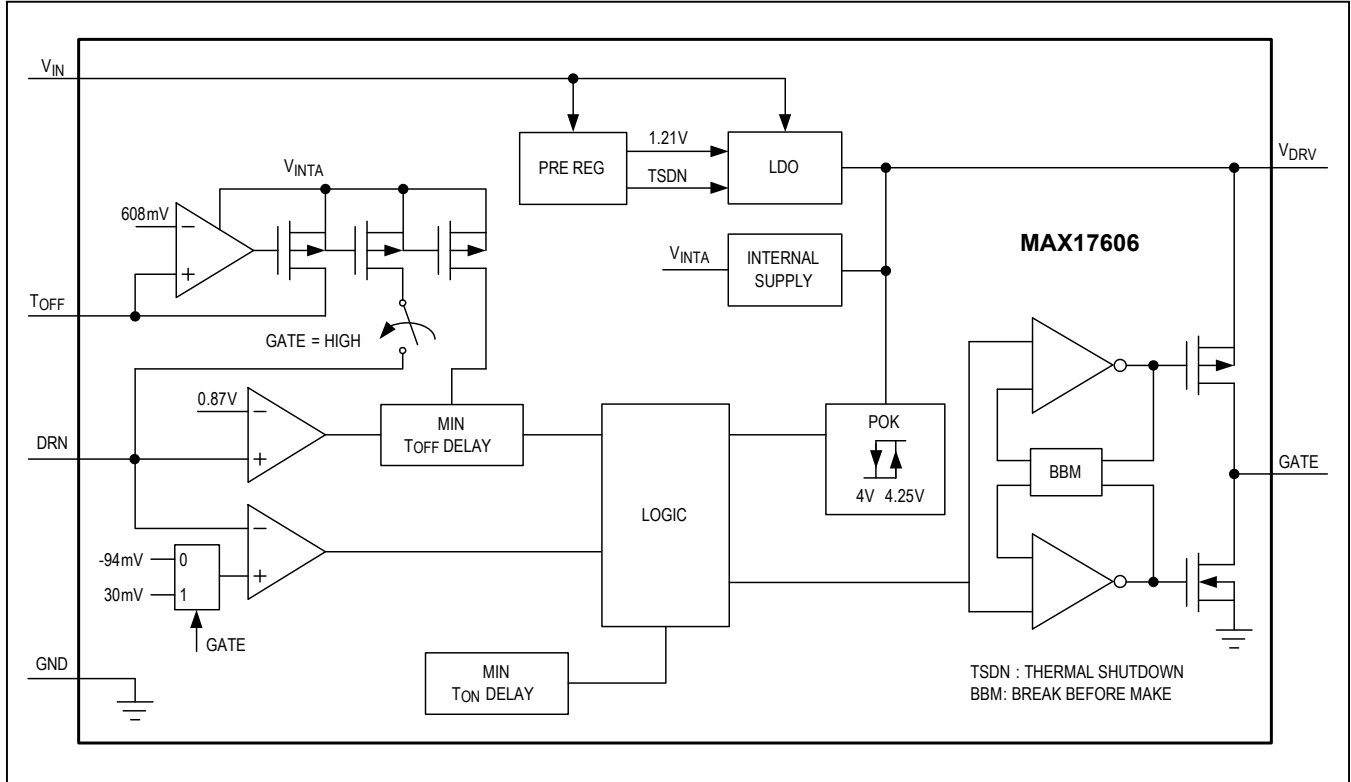 VIN
1.21V
PRE REG
TSDN
LDO
VDRV
VINTA
608mV
−
+
TOFF
GATE = HIGH
VINTA
INTERNAL
SUPPLY
MAX17606
0.87V
−
+
DRN
MIN
TOFF DELAY
LOGIC
POK
4V 4.25V
BBM
GATE
−
+
-94mV
0
30mV
1
GATE
GND
MIN
TON DELAY
TSDN : THERMAL SHUTDOWN
BBM: BREAK BEFORE MAKE